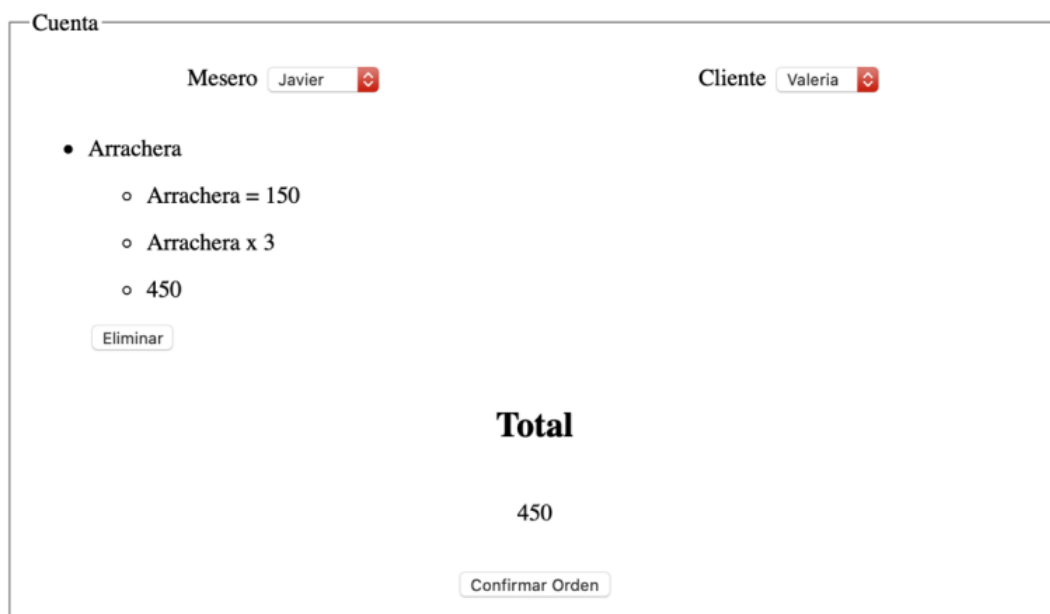 Cuenta
Mesero Javier Cliente Valeria
Arrachera
Arrachera = 150
Arrachera x 3
450
Eliminar
Total
450
Confirmar Orden